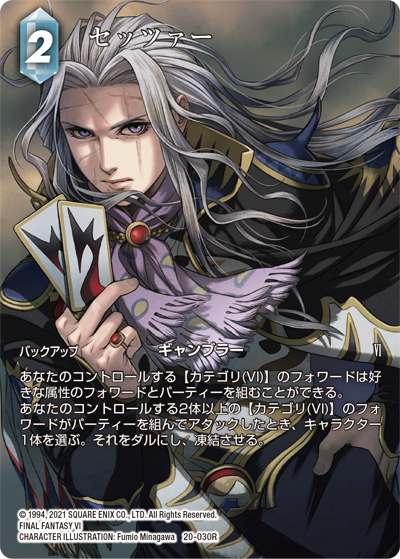 2
セッツァー
バックアップ ギャンブラー VI
あなたのコントロールする【カテゴリ(VI)】のフォワードは好
きな属性のフォワードとパーティーを組むことができる。
あなたのコントロールする2体以上の【カテゴリ(VI)】のフォ
ワードがパーティーを組んでアタックしたとき、キャラクター
1体を選ぶ。それをダルにし、凍結させる。
© 1994, 2021 SQUARE ENIX CO., LTD. All Rights Reserved.
FINAL FANTASY VI
CHARACTER ILLUSTRATION: Fumio Minagawa 20-030R